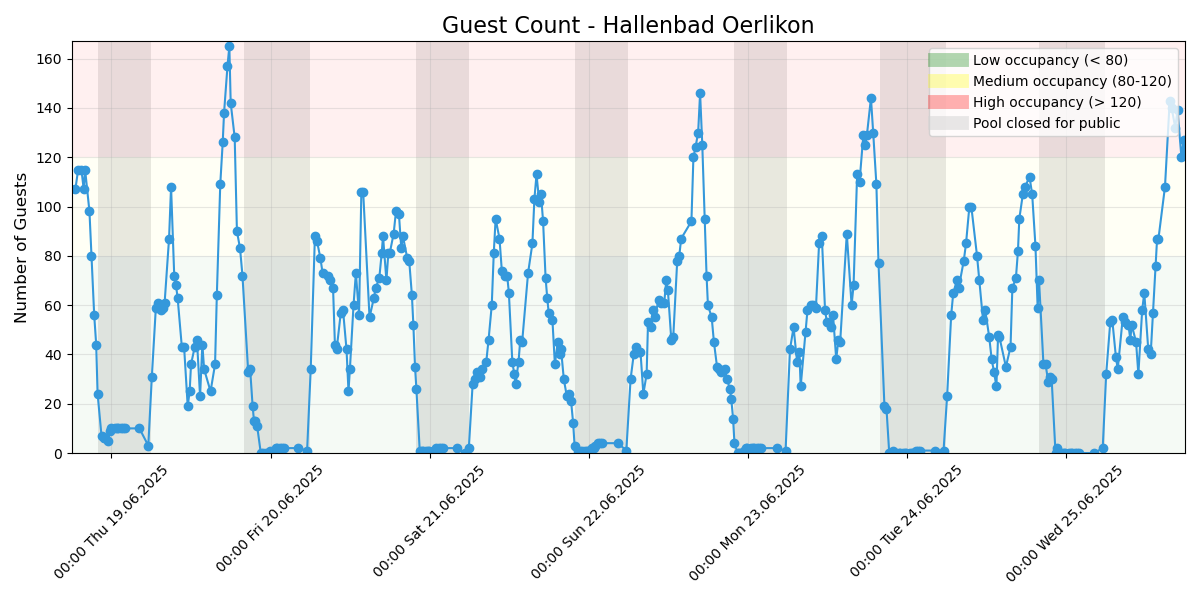 Guest Count - Hallenbad Oerlikon
Number of Guests
160
140
120
100
80
60
40
20
0
Low occupancy (< 80)
Medium occupancy (80-120)
High occupancy (> 120)
Pool closed for public
00:00 Thu 19.06.2025
00:00 Fri 20.06.2025
00:00 Sat 21.06.2025
00:00 Sun 22.06.2025
00:00 Mon 23.06.2025
00:00 Tue 24.06.2025
00:00 Wed 25.06.2025